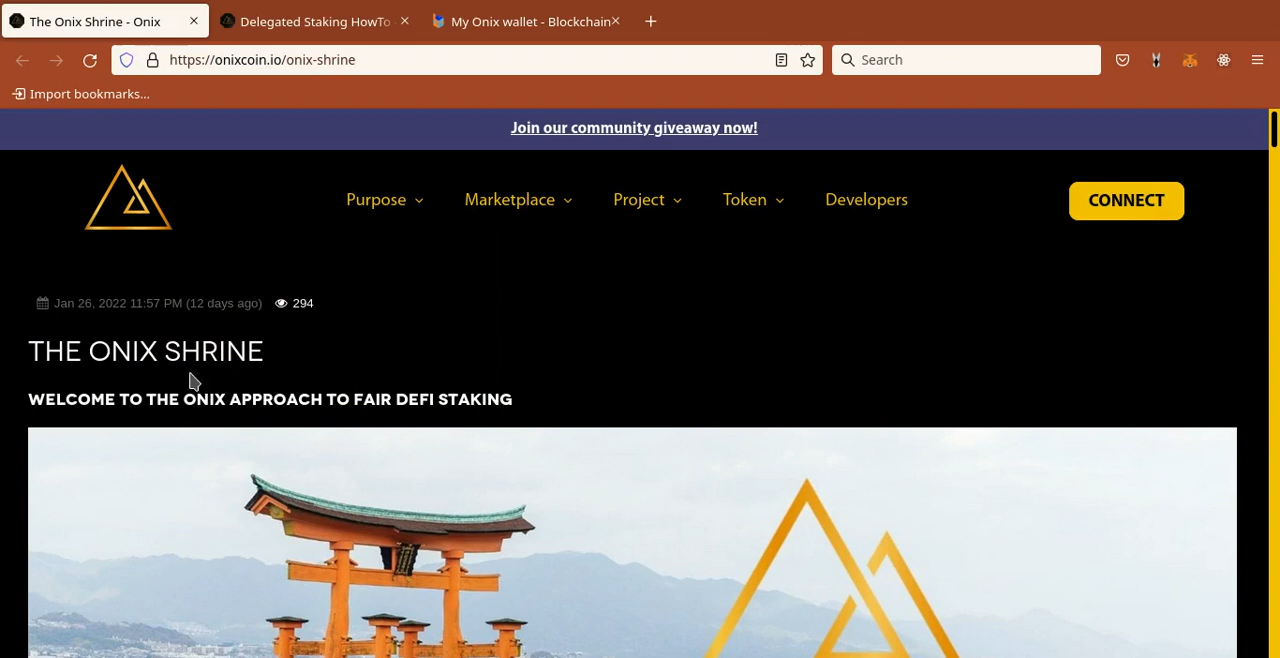 The Onix Shrine - Onix
Delegated Staking HowTo
My Onix wallet - Blockchain
https://onixcoin.io/onix-shrine
Search
Import bookmarks...
Join our community giveaway now!
Purpose
Marketplace
Project
Token
Developers
CONNECT
Jan 26, 2022 11:57 PM (12 days ago) 294
THE ONIX SHRINE
WELCOME TO THE ONIX APPROACH TO FAIR DEFI STAKING